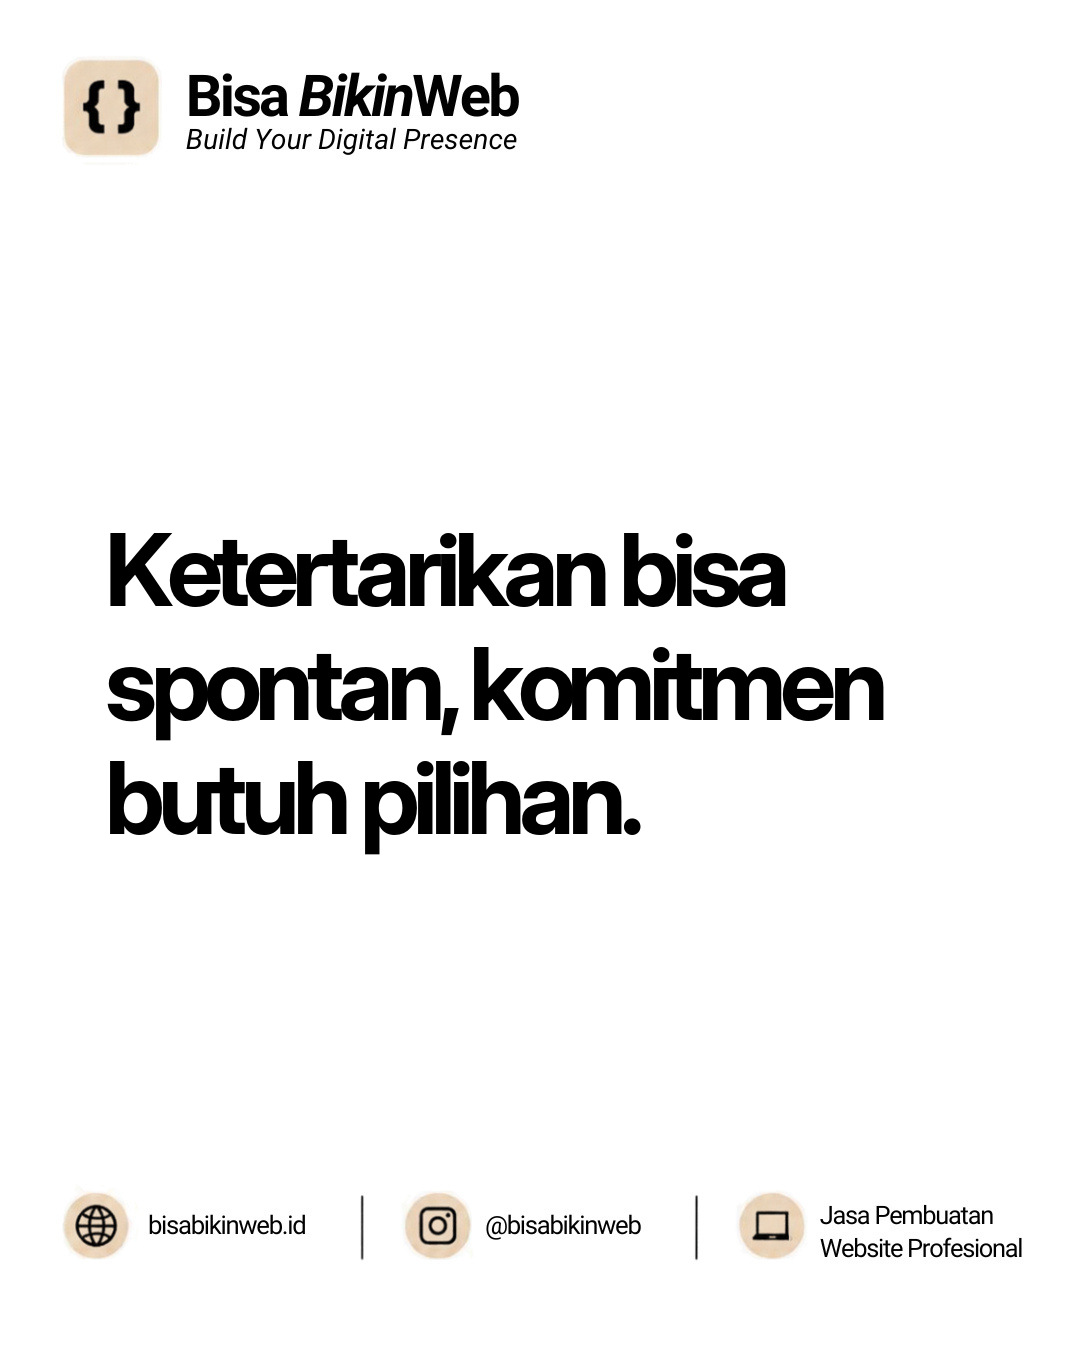 { }
Bisa BikinWeb
Build Your Digital Presence
Ketertarikan bisa
spontan, komitmen
butuh pilihan.
bisabikinweb.id
@bisabikinweb
Jasa Pembuatan
Website Profesional